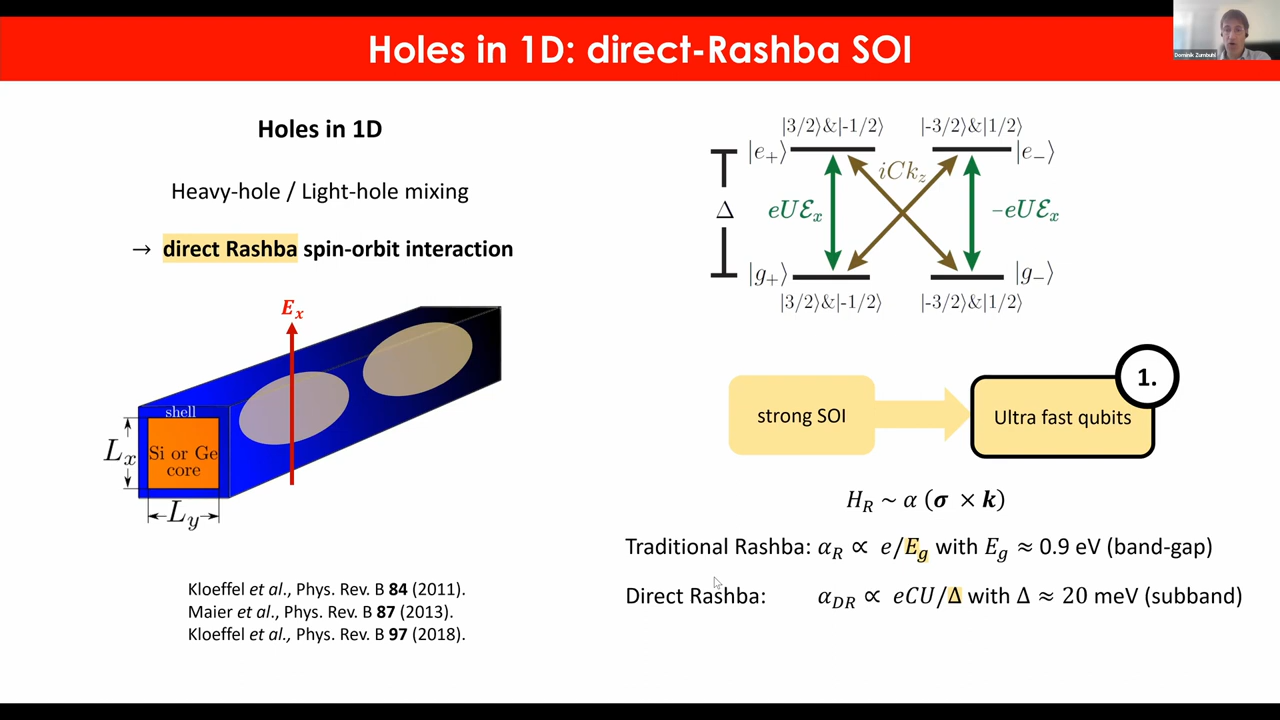 Holes in 1D: direct-Rashba SOI
Dominik Zumbuhl
Holes in 1D
Heavy-hole / Light-hole mixing
→ direct Rashba spin-orbit interaction
E_x
shell
L_x
Si or Ge
core
L_y
Kloeffel et al., Phys. Rev. B 84 (2011).
Maier et al., Phys. Rev. B 87 (2013).
Kloeffel et al., Phys. Rev. B 97 (2018).
|3/2⟩&|-1/2⟩ |-3/2⟩&|1/2⟩
|e₊⟩ |e₋⟩
iCk_z
Δ eUℰ_x –eUℰ_x
|g₊⟩ |g₋⟩
|3/2⟩&|-1/2⟩ |-3/2⟩&|1/2⟩
1.
strong SOI
Ultra fast qubits
H_R ~ α (σ × k)
Traditional Rashba: α_R ∝ e/E_g with E_g ≈ 0.9 eV (band-gap)
Direct Rashba: α_DR ∝ eCU/Δ with Δ ≈ 20 meV (subband)